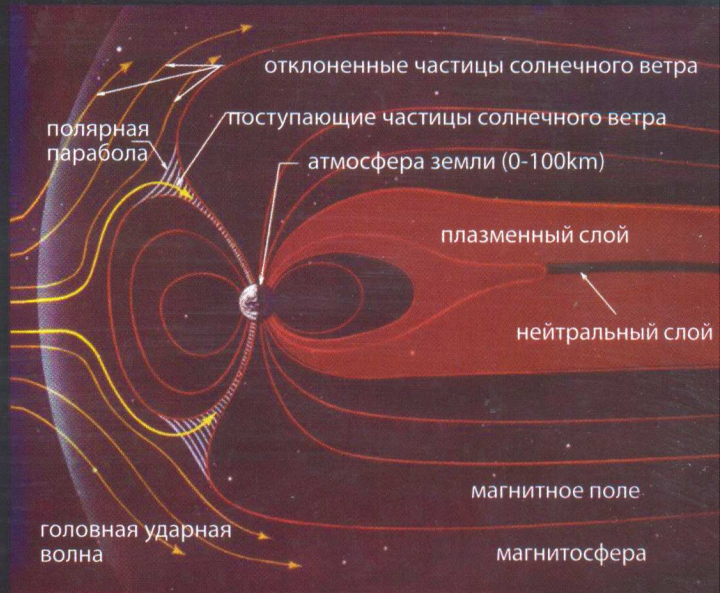 отклоненные частицы солнечного ветра
поступающие частицы солнечного ветра
полярная
парабола
атмосфера земли (0-100km)
плазменный слой
нейтральный слой
магнитное поле
головная ударная
волна
магнитосфера